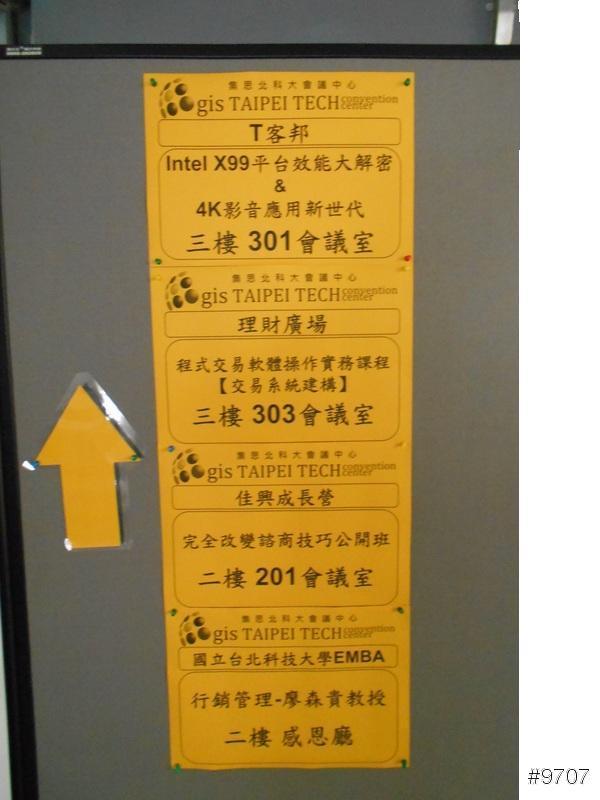 集思北科大會議中心
gis TAIPEI TECH convention center
T客邦
Intel X99平台效能大解密
&
4K影音應用新世代
三樓 301會議室
集思北科大會議中心
gis TAIPEI TECH convention center
理財廣場
程式交易軟體操作實務課程
【交易系統建構】
三樓 303會議室
集思北科大會議中心
gis TAIPEI TECH convention center
佳興成長營
完全改變諮商技巧公開班
二樓 201會議室
集思北科大會議中心
gis TAIPEI TECH convention center
國立台北科技大學EMBA
行銷管理-廖森貴教授
二樓 感恩廳
#9707